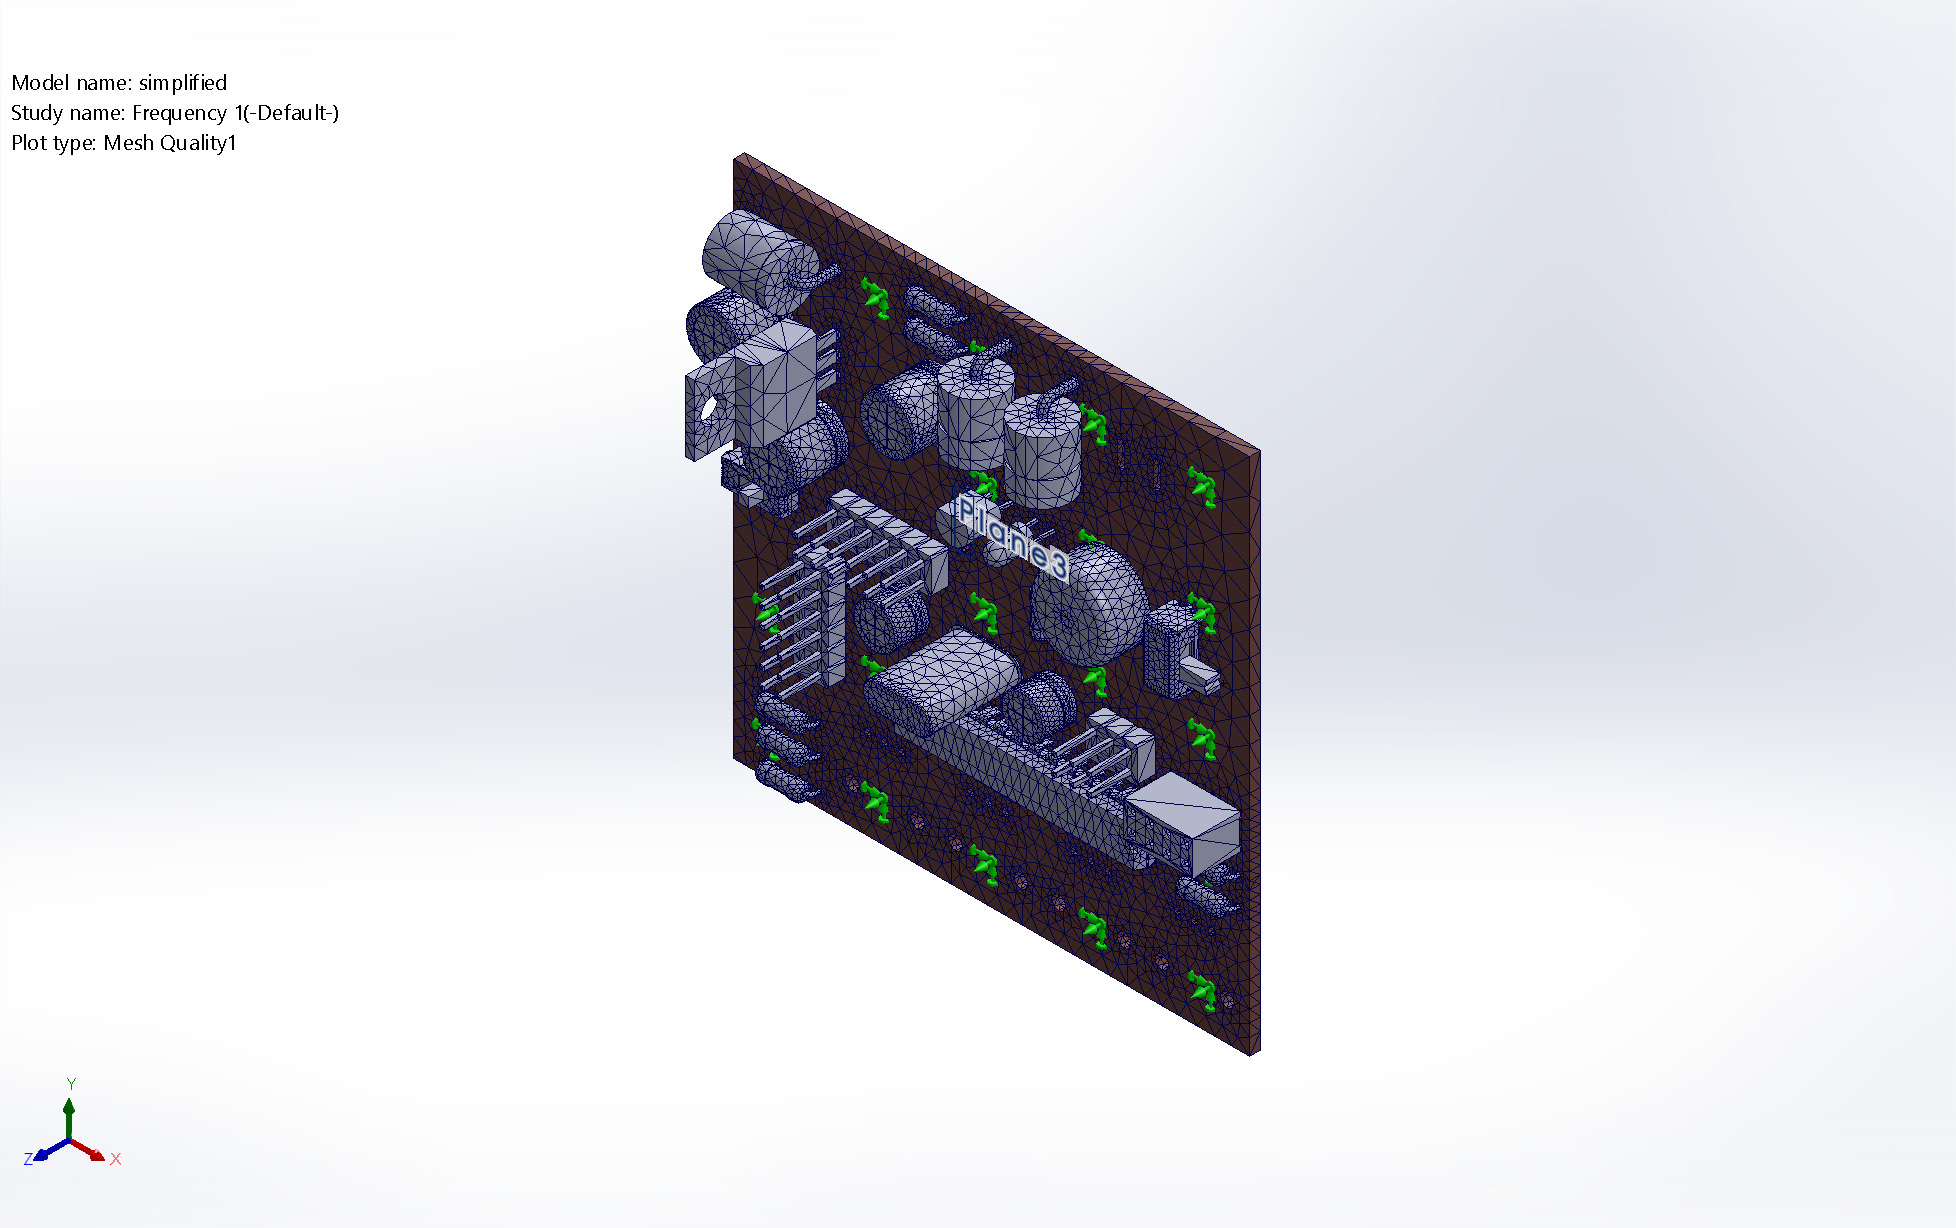 Model name: simplified
Study name: Frequency 1(-Default-)
Plot type: Mesh Quality1
Plane3
Y
Z
X